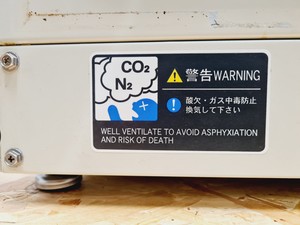 CO₂
N₂
警告WARNING
酸欠・ガス中毒防止
換気して下さい
WELL VENTILATE TO AVOID ASPHYXIATION
AND RISK OF DEATH